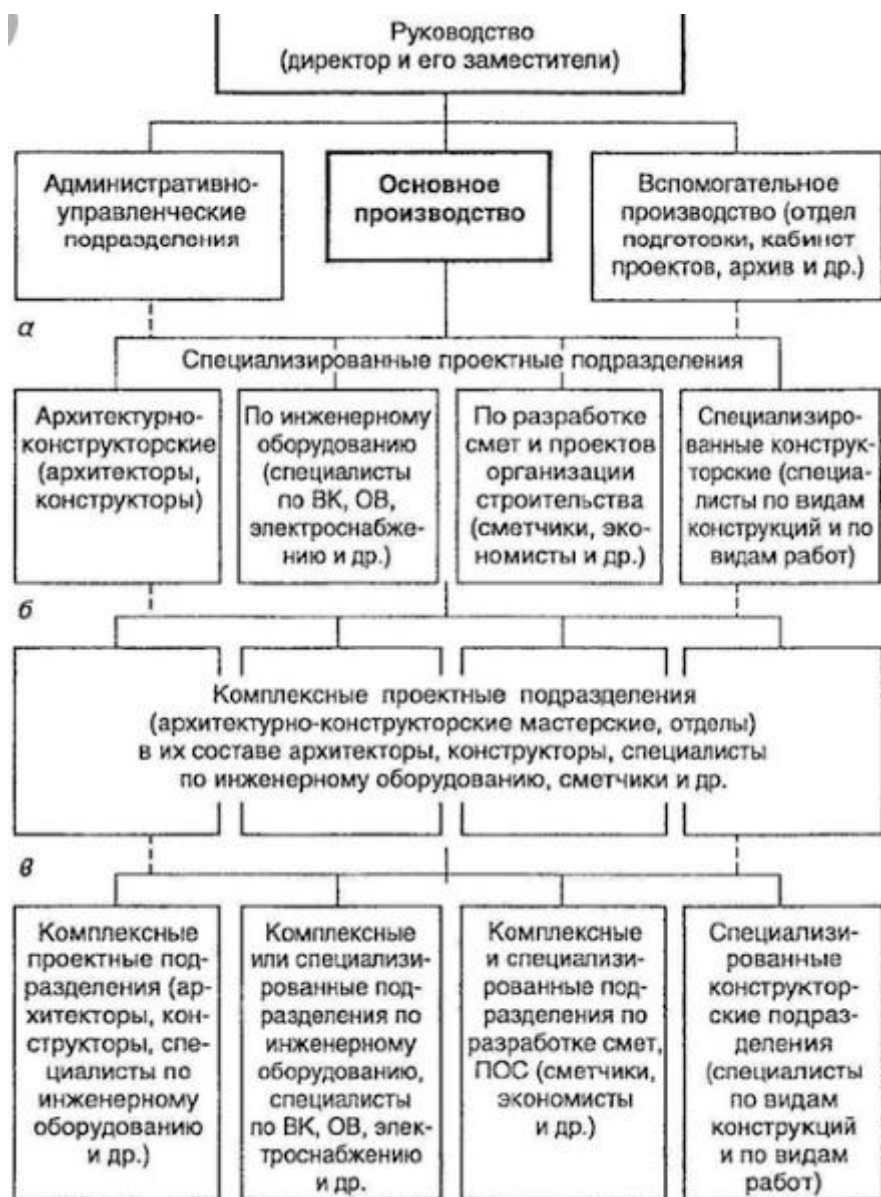 Руководство
(директор и его заместители)
Административно-
управленческие
подразделения
Основное
производство
Вспомогательное
производство (отдел
подготовки, кабинет
проектов, архив и др.)
а
Специализированные проектные подразделения
Архитектурно-
конструкторские
(архитекторы,
конструкторы)
По инженерному
оборудованию
(специалисты
по ВК, ОВ,
электроснабже-
нию и др.)
По разработке
смет и проектов
организации
строительства
(сметчики, эко-
номисты и др.)
Специализиро-
ванные конструк-
торские (специа-
листы по видам
конструкций и по
видам работ)
б
Комплексные проектные подразделения
(архитектурно-конструкторские мастерские, отделы)
в их составе архитекторы, конструкторы, специалисты
по инженерному оборудованию, сметчики и др.
в
Комплексные
проектные под-
разделения (ар-
хитекторы, кон-
структоры, спе-
циалисты по
инженерному
оборудованию
и др.)
Комплексные
или специализи-
рованные под-
разделения по
инженерному
оборудованию,
специалисты
по ВК, ОВ, элек-
троснабжению
и др.
Комплексные
и специализи-
рованные под-
разделения по
разработке смет,
ПОС (сметчики,
экономисты
и др.)
Специализи-
рованные
конструктор-
ские подраз-
деления
(специалисты
по видам
конструкций
и по видам
работ)